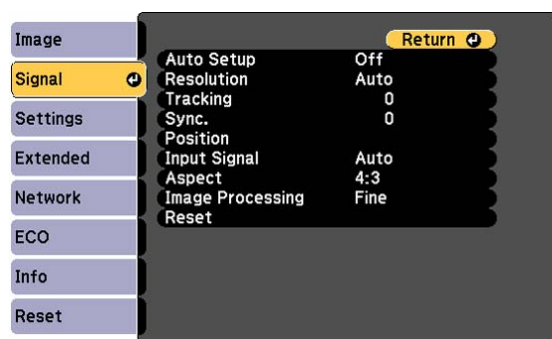 Image
Signal
Settings
Extended
Network
ECO
Info
Reset
Return
Auto Setup Off
Resolution Auto
Tracking 0
Sync. 0
Position
Input Signal Auto
Aspect 4:3
Image Processing Fine
Reset